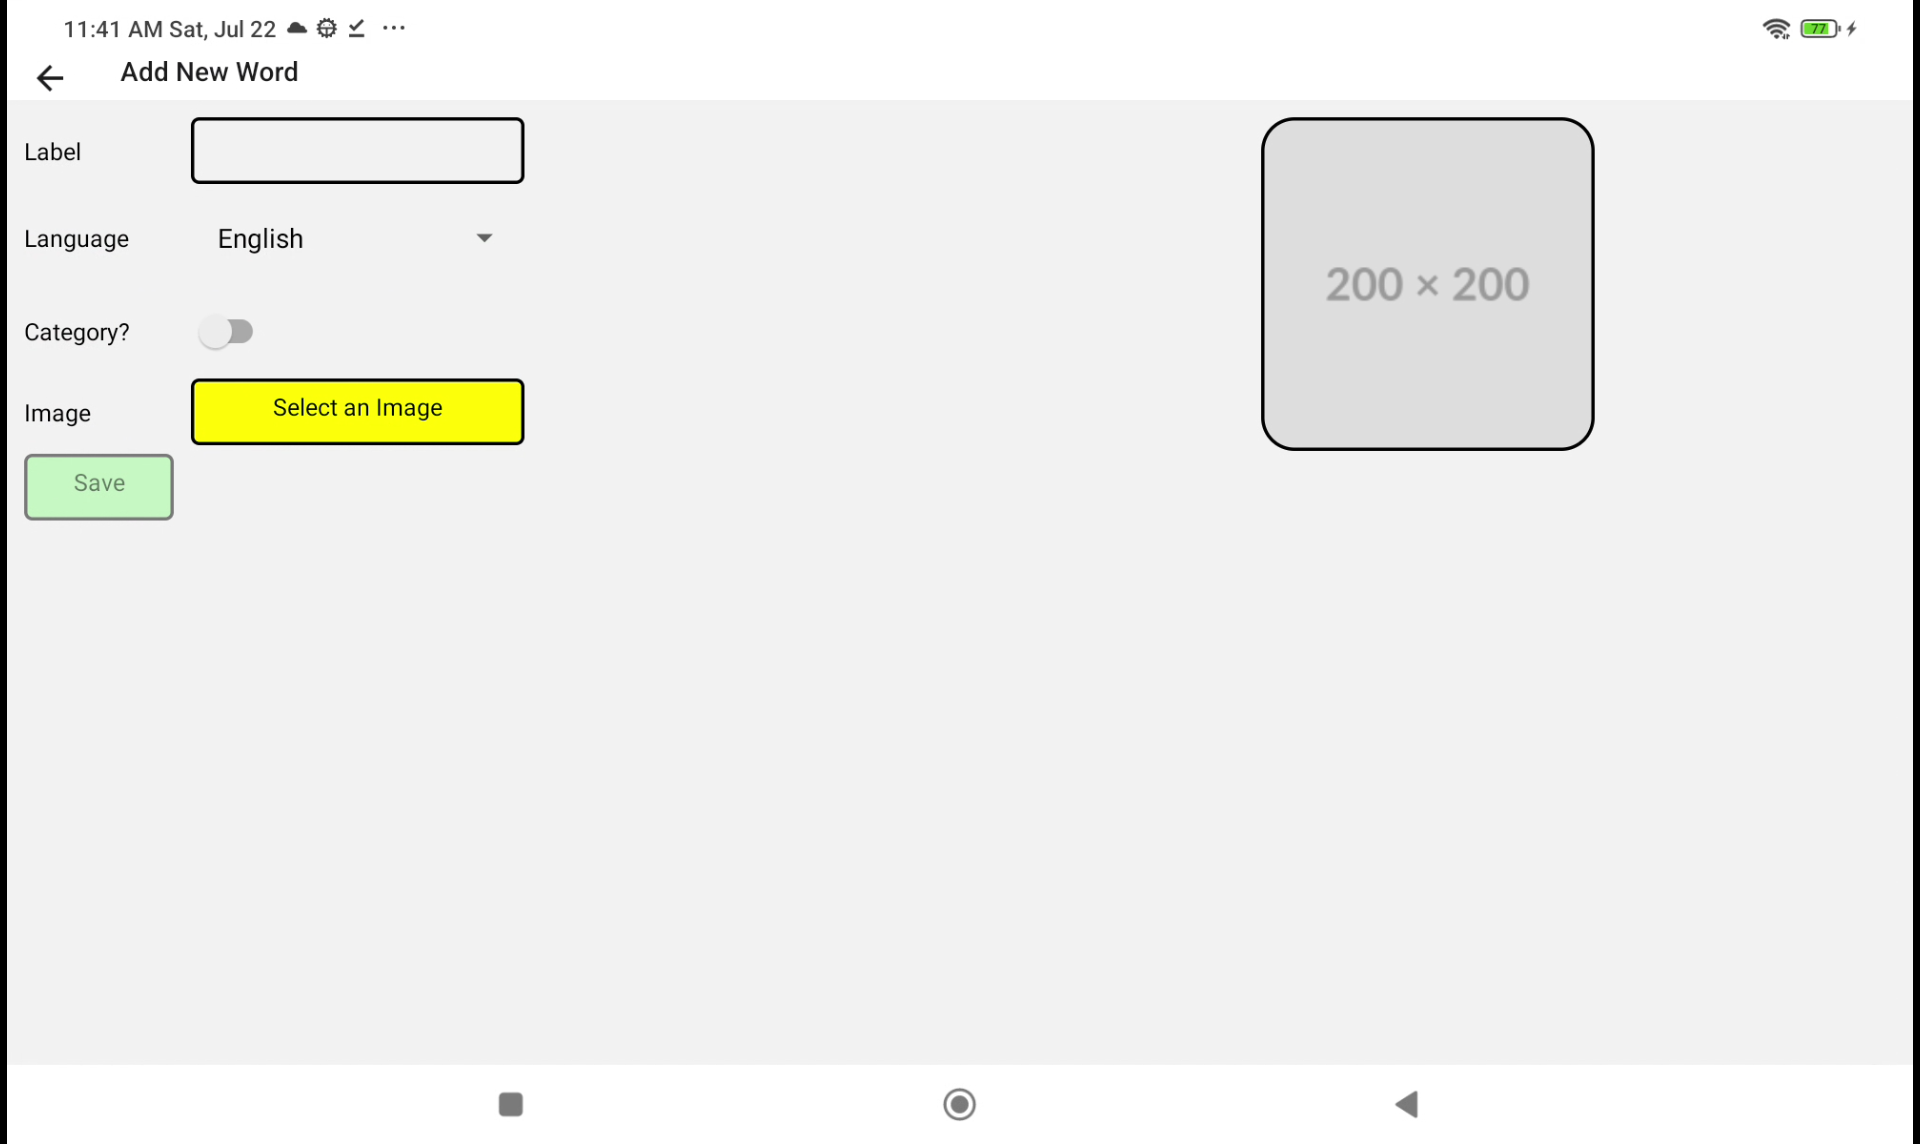 11:41 AM Sat, Jul 22
77
Add New Word
Label
Language English
Category?
Image Select an Image
Save
200 × 200